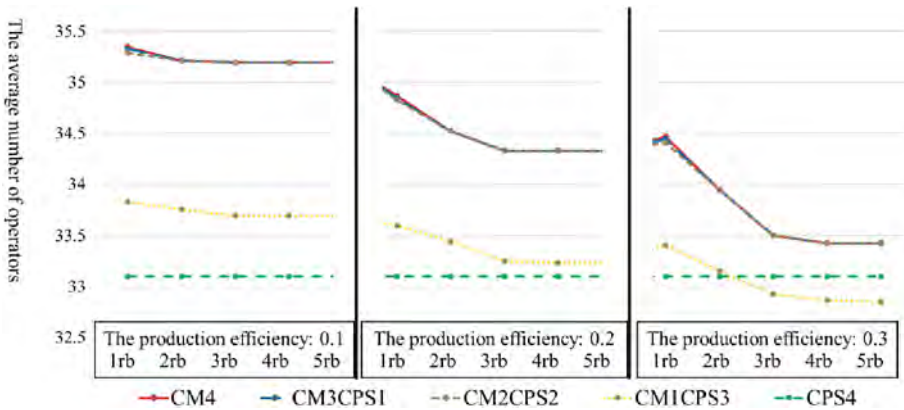 The average number of operators
35.5
35
34.5
34
33.5
33
32.5
The production efficiency: 0.1
1rb 2rb 3rb 4rb 5rb
The production efficiency: 0.2
1rb 2rb 3rb 4rb 5rb
The production efficiency: 0.3
1rb 2rb 3rb 4rb 5rb
CM4 CM3CPS1 CM2CPS2 CM1CPS3 CPS4